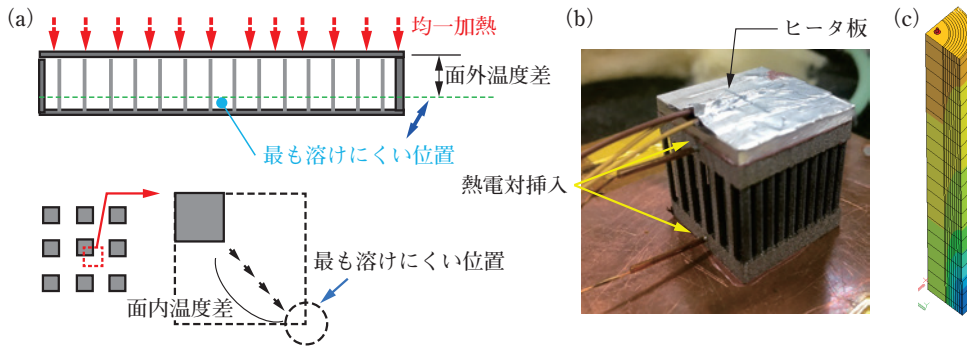 (a)
均一加熱
面外温度差
最も溶けにくい位置
最も溶けにくい位置
面内温度差
(b)
ヒータ板
熱電対挿入
(c)